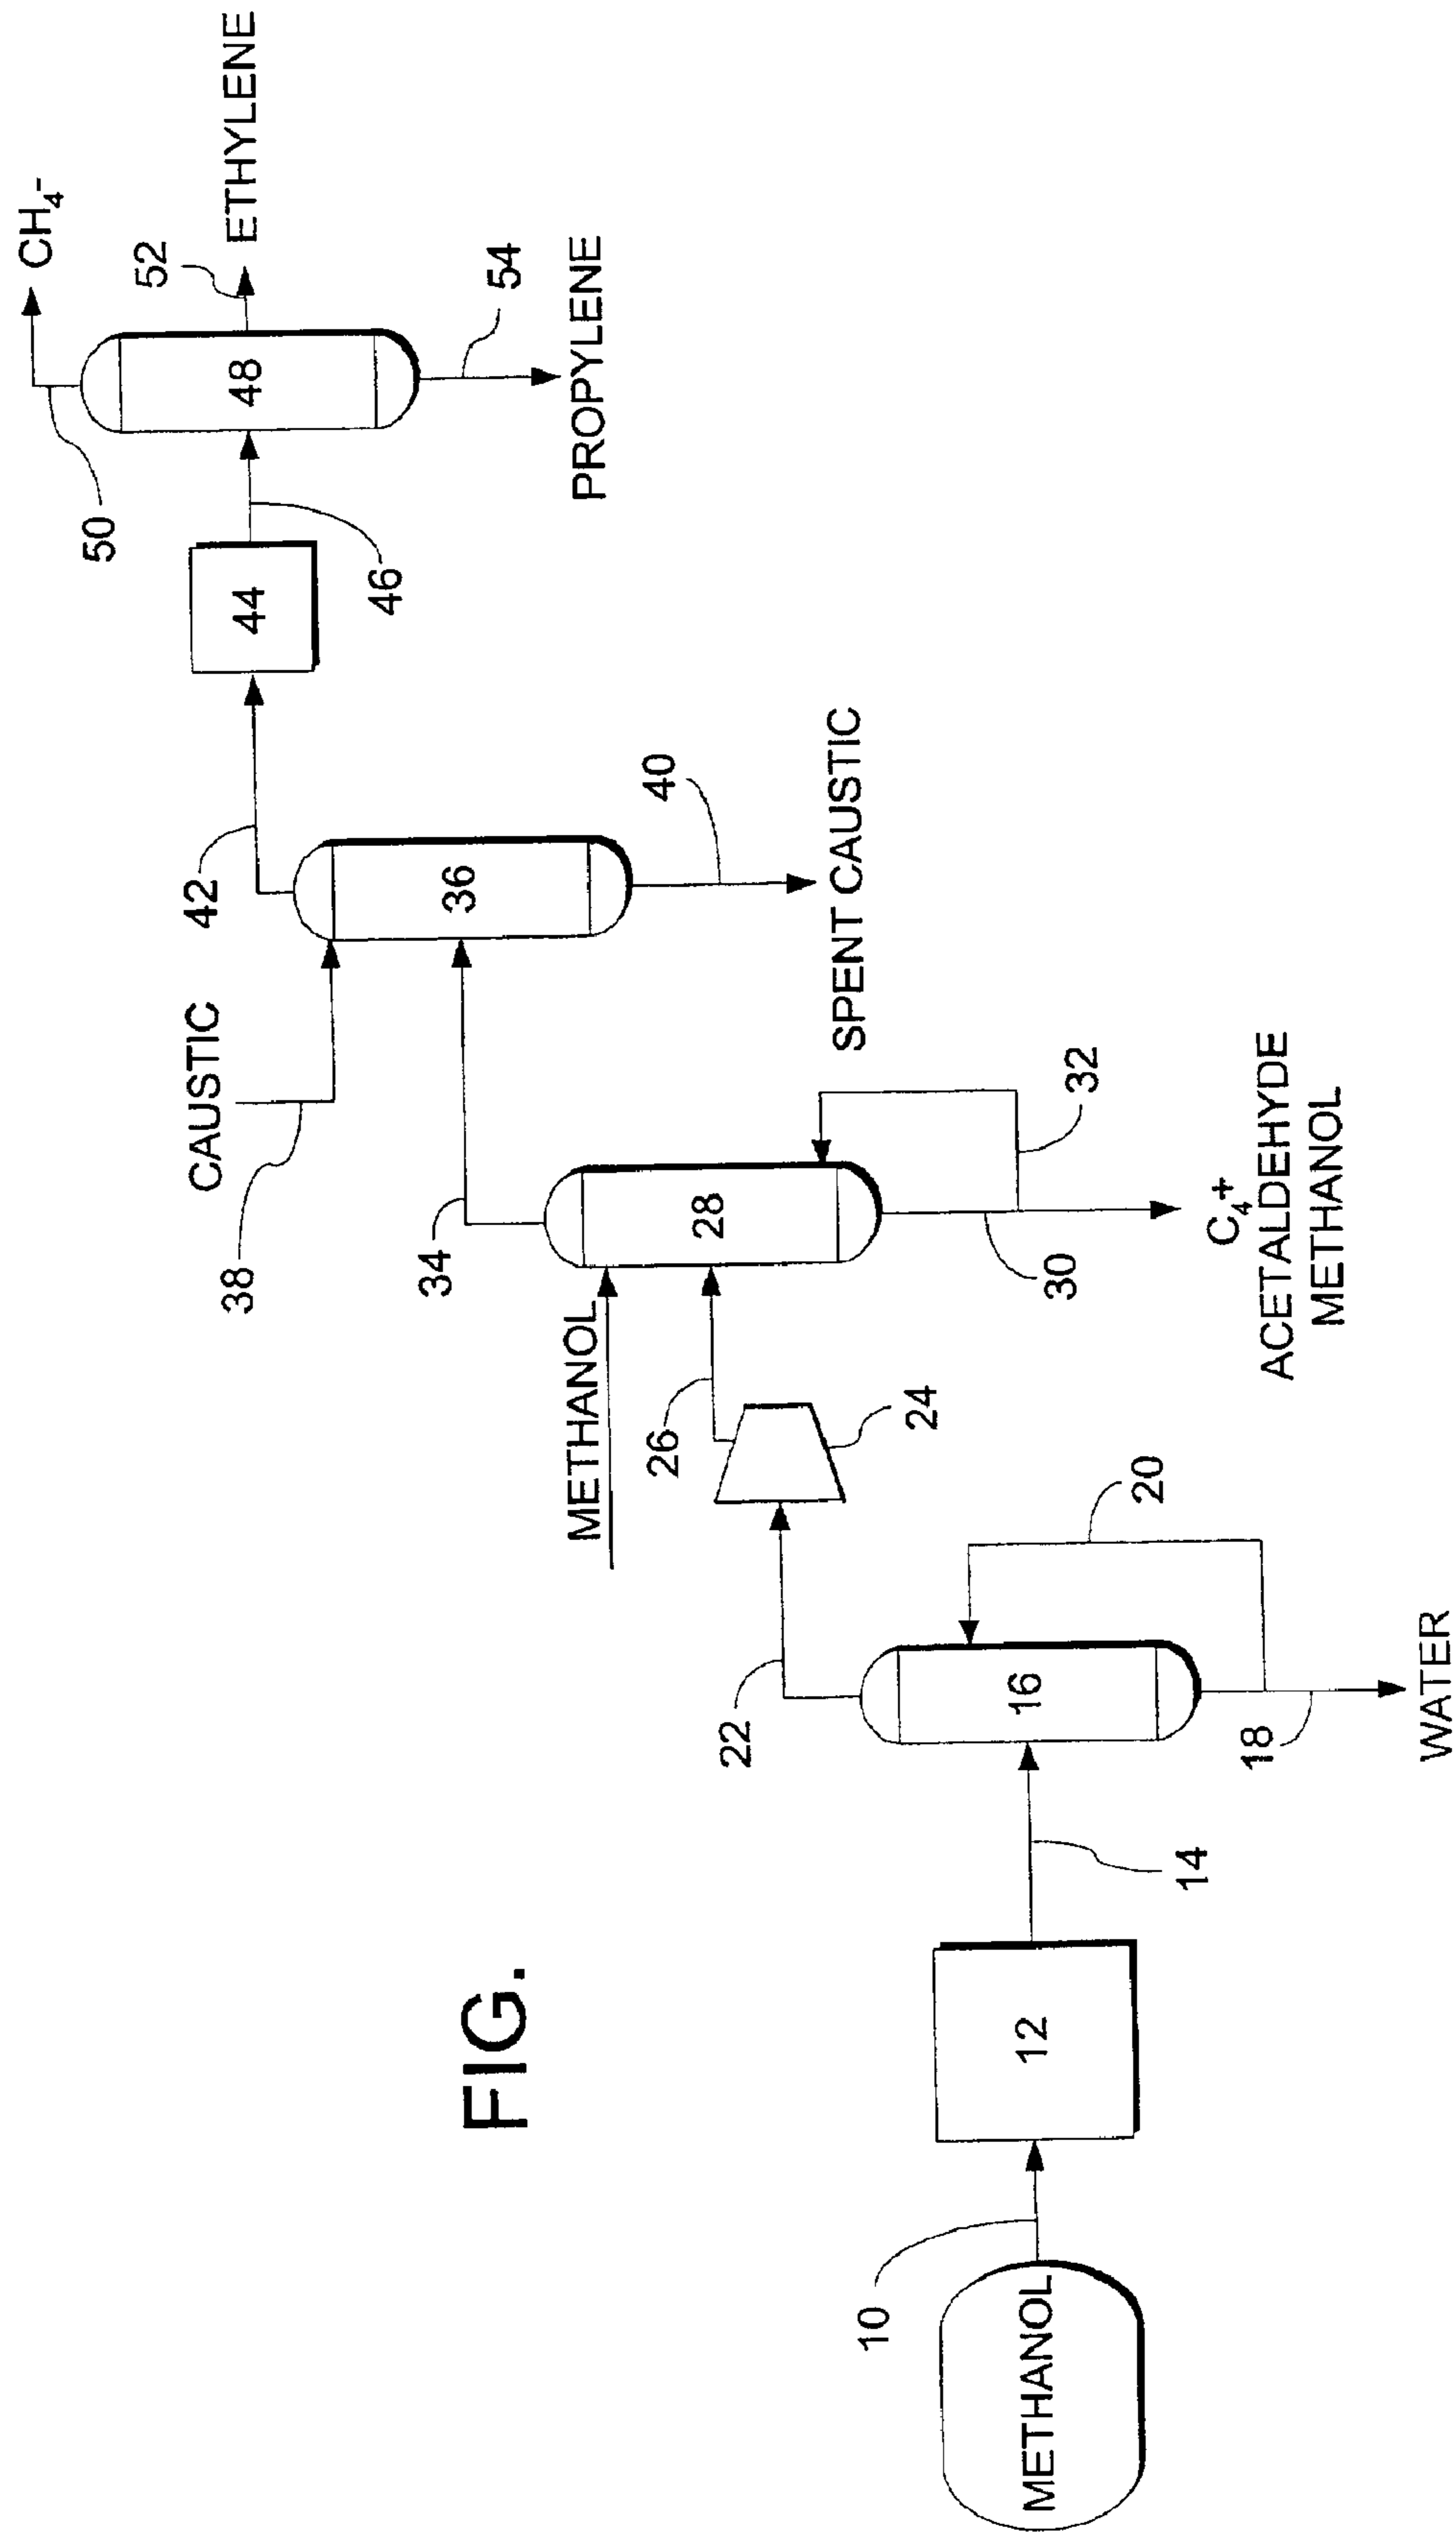 FIG.
METHANOL
10
12
14
16
18
WATER
20
22
24
26
METHANOL
28
30
32
C₄+
ACETALDEHYDE
METHANOL
34
CAUSTIC
38
36
40
SPENT CAUSTIC
42
44
46
48
50
CH₄-
52
ETHYLENE
54
PROPYLENE